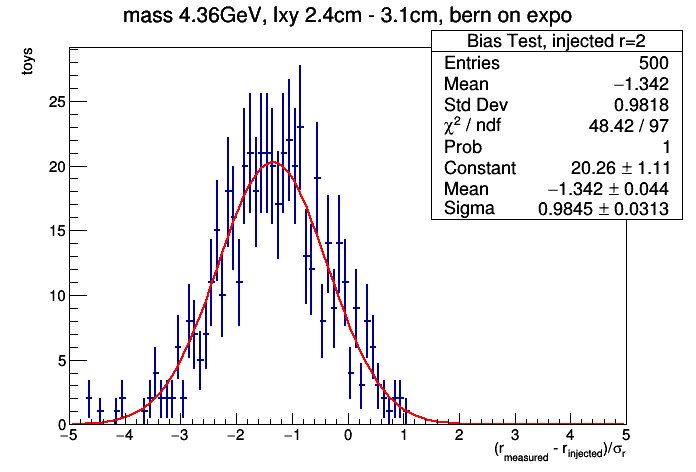 mass 4.36GeV, lxy 2.4cm - 3.1cm, bern on expo
Bias Test, injected r=2
Entries 500
Mean −1.342
Std Dev 0.9818
χ² / ndf 48.42 / 97
Prob 1
Constant 20.26 ± 1.11
Mean −1.342 ± 0.044
Sigma 0.9845 ± 0.0313
toys
25
20
15
10
5
0
−5 −4 −3 −2 −1 0 1 2 3 4 5
(r_measured - r_injected)/σ_r